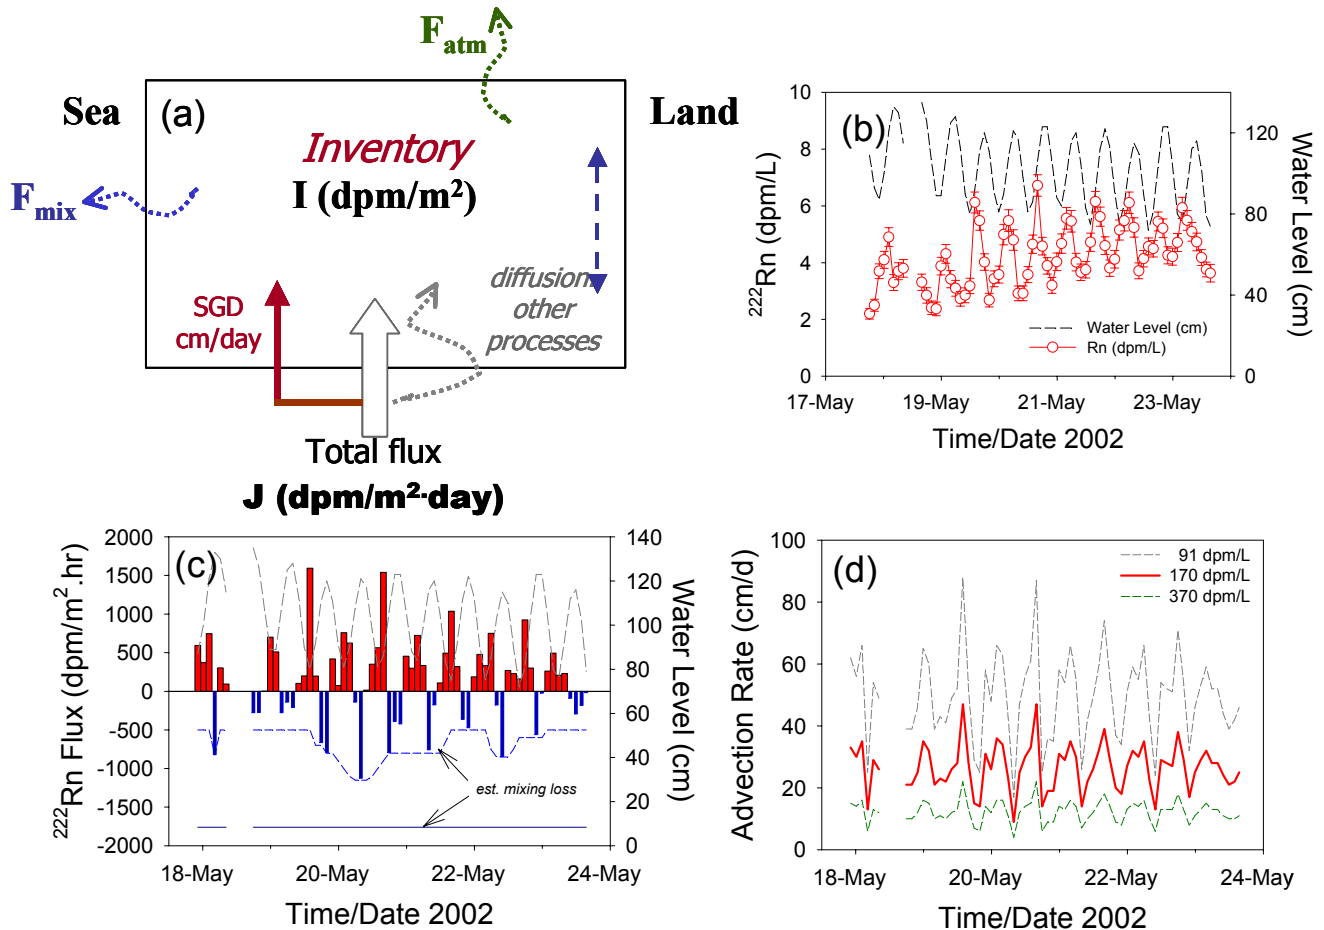 F_atm
Sea
(a)
Land
Inventory
I (dpm/m²)
F_mix
SGD
cm/day
diffusion
other
processes
Total flux
J (dpm/m²·day)
(b)
10
8
6
4
2
0
²²²Rn (dpm/L)
120
80
40
0
Water Level (cm)
Water Level (cm)
Rn (dpm/L)
17-May
19-May
21-May
23-May
Time/Date 2002
(c)
2000
1500
1000
500
0
-500
-1000
-1500
-2000
²²²Rn Flux (dpm/m².hr)
140
120
100
80
60
40
20
0
Water Level (cm)
est. mixing loss
18-May
20-May
22-May
24-May
Time/Date 2002
(d)
100
80
60
40
20
0
Advection Rate (cm/d)
91 dpm/L
170 dpm/L
370 dpm/L
18-May
20-May
22-May
24-May
Time/Date 2002